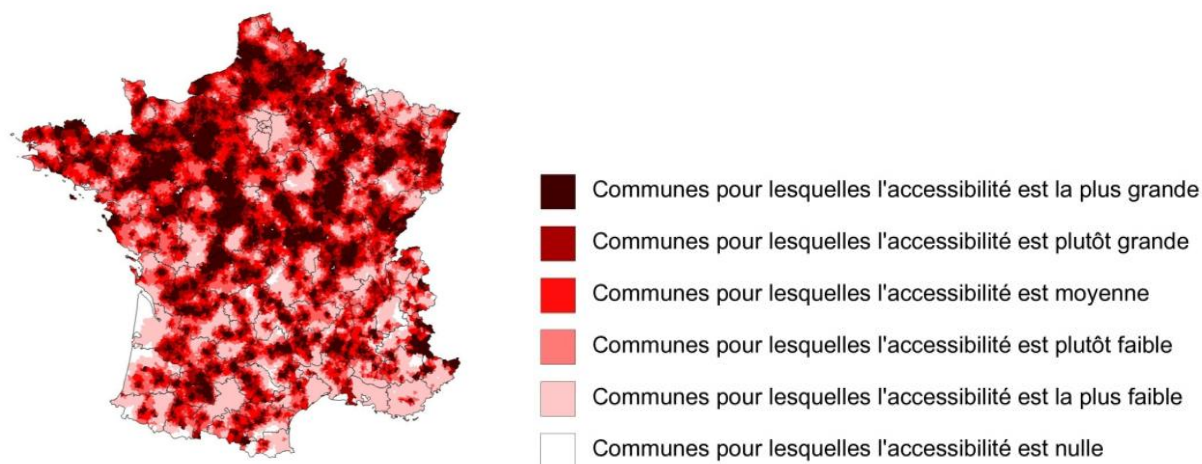 Communes pour lesquelles l'accessibilité est la plus grande
Communes pour lesquelles l'accessibilité est plutôt grande
Communes pour lesquelles l'accessibilité est moyenne
Communes pour lesquelles l'accessibilité est plutôt faible
Communes pour lesquelles l'accessibilité est la plus faible
Communes pour lesquelles l'accessibilité est nulle